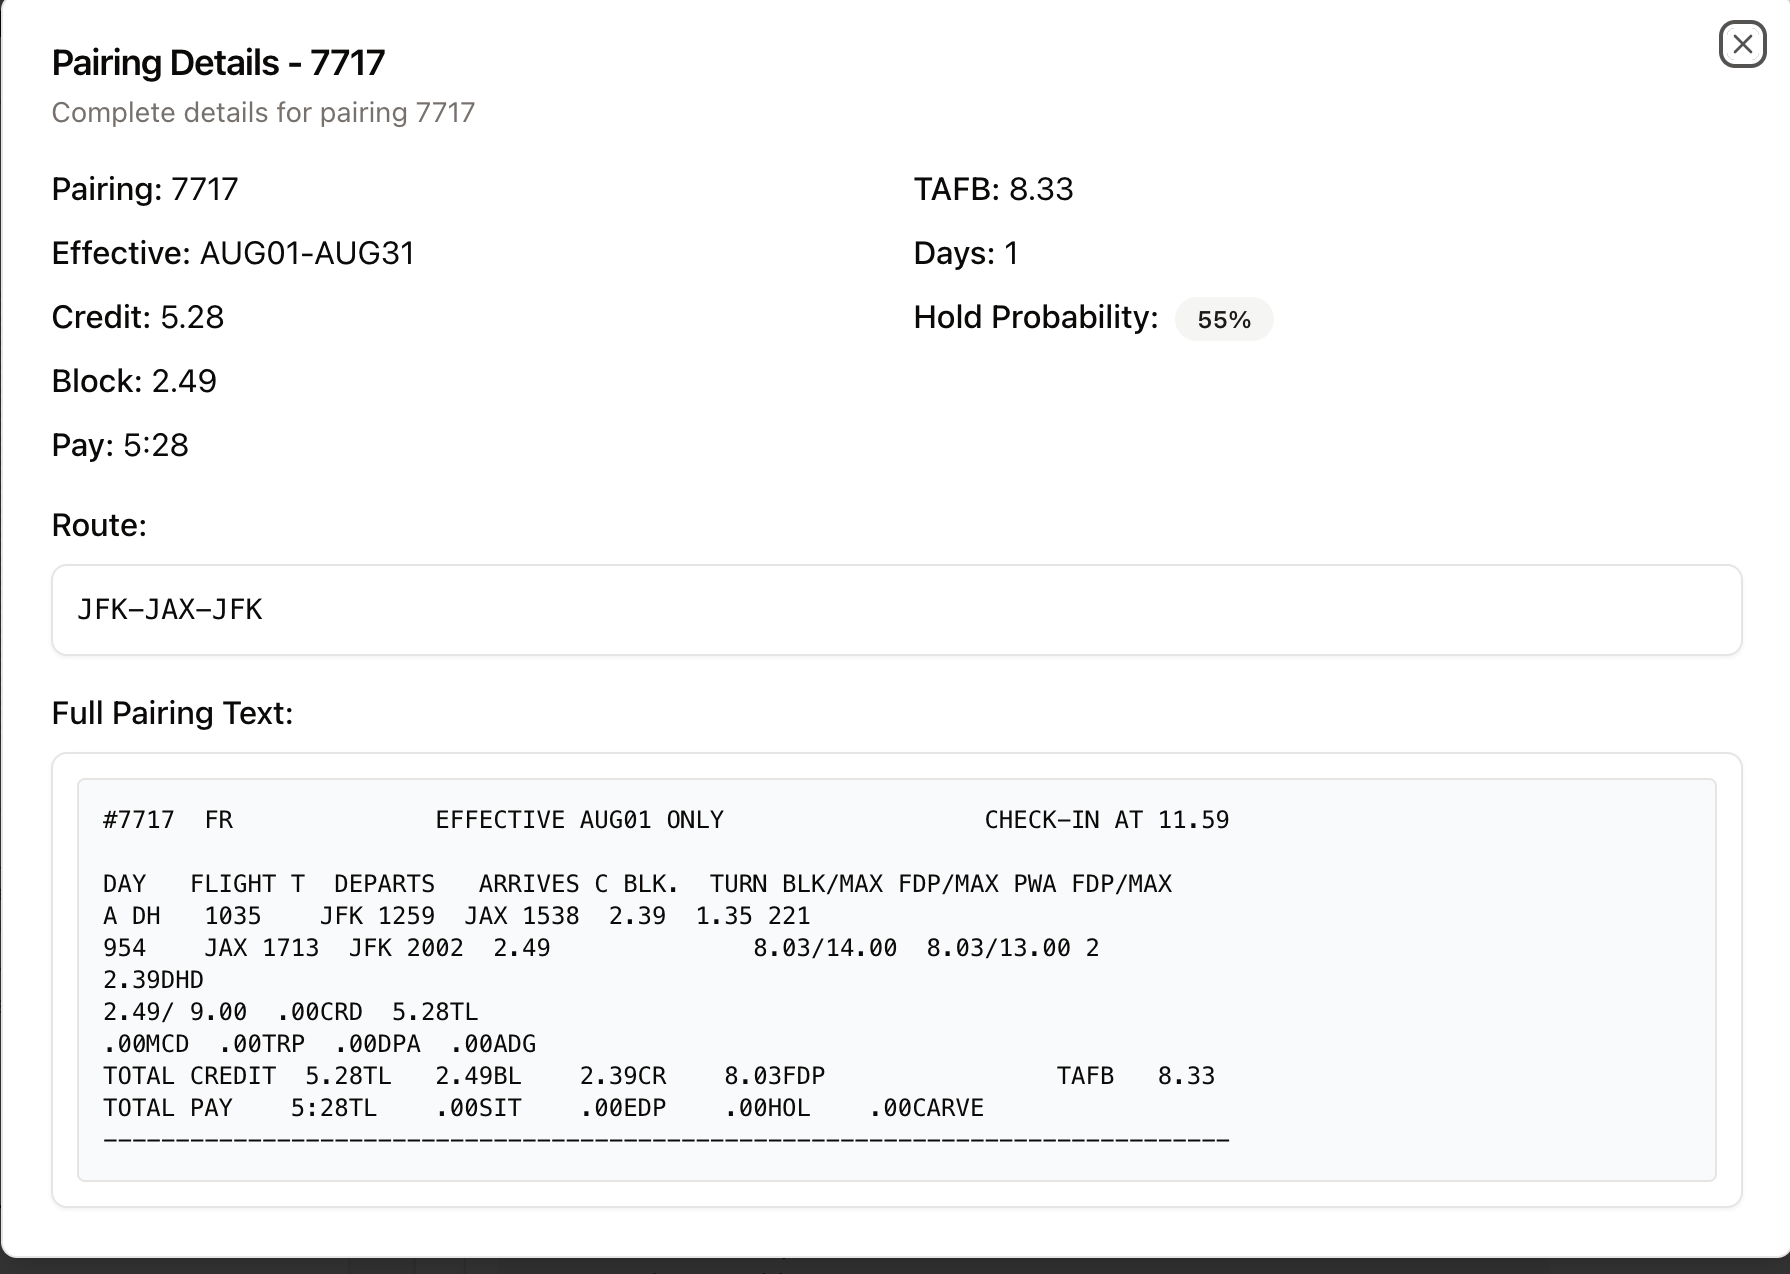 Pairing Details - 7717
Complete details for pairing 7717
Pairing: 7717
TAFB: 8.33
Effective: AUG01-AUG31
Days: 1
Credit: 5.28
Hold Probability: 55%
Block: 2.49
Pay: 5:28
Route:
JFK-JAX-JFK
Full Pairing Text:
#7717  FR              EFFECTIVE AUG01 ONLY                  CHECK-IN AT 11.59
DAY   FLIGHT T  DEPARTS   ARRIVES C BLK.  TURN BLK/MAX FDP/MAX PWA FDP/MAX
A DH   1035    JFK 1259  JAX 1538  2.39  1.35 221
954    JAX 1713  JFK 2002  2.49              8.03/14.00  8.03/13.00 2
2.39DHD
2.49/ 9.00  .00CRD  5.28TL
.00MCD  .00TRP  .00DPA  .00ADG
TOTAL CREDIT  5.28TL   2.49BL    2.39CR    8.03FDP                TAFB   8.33
TOTAL PAY    5:28TL    .00SIT    .00EDP    .00HOL    .00CARVE
------------------------------------------------------------------------------